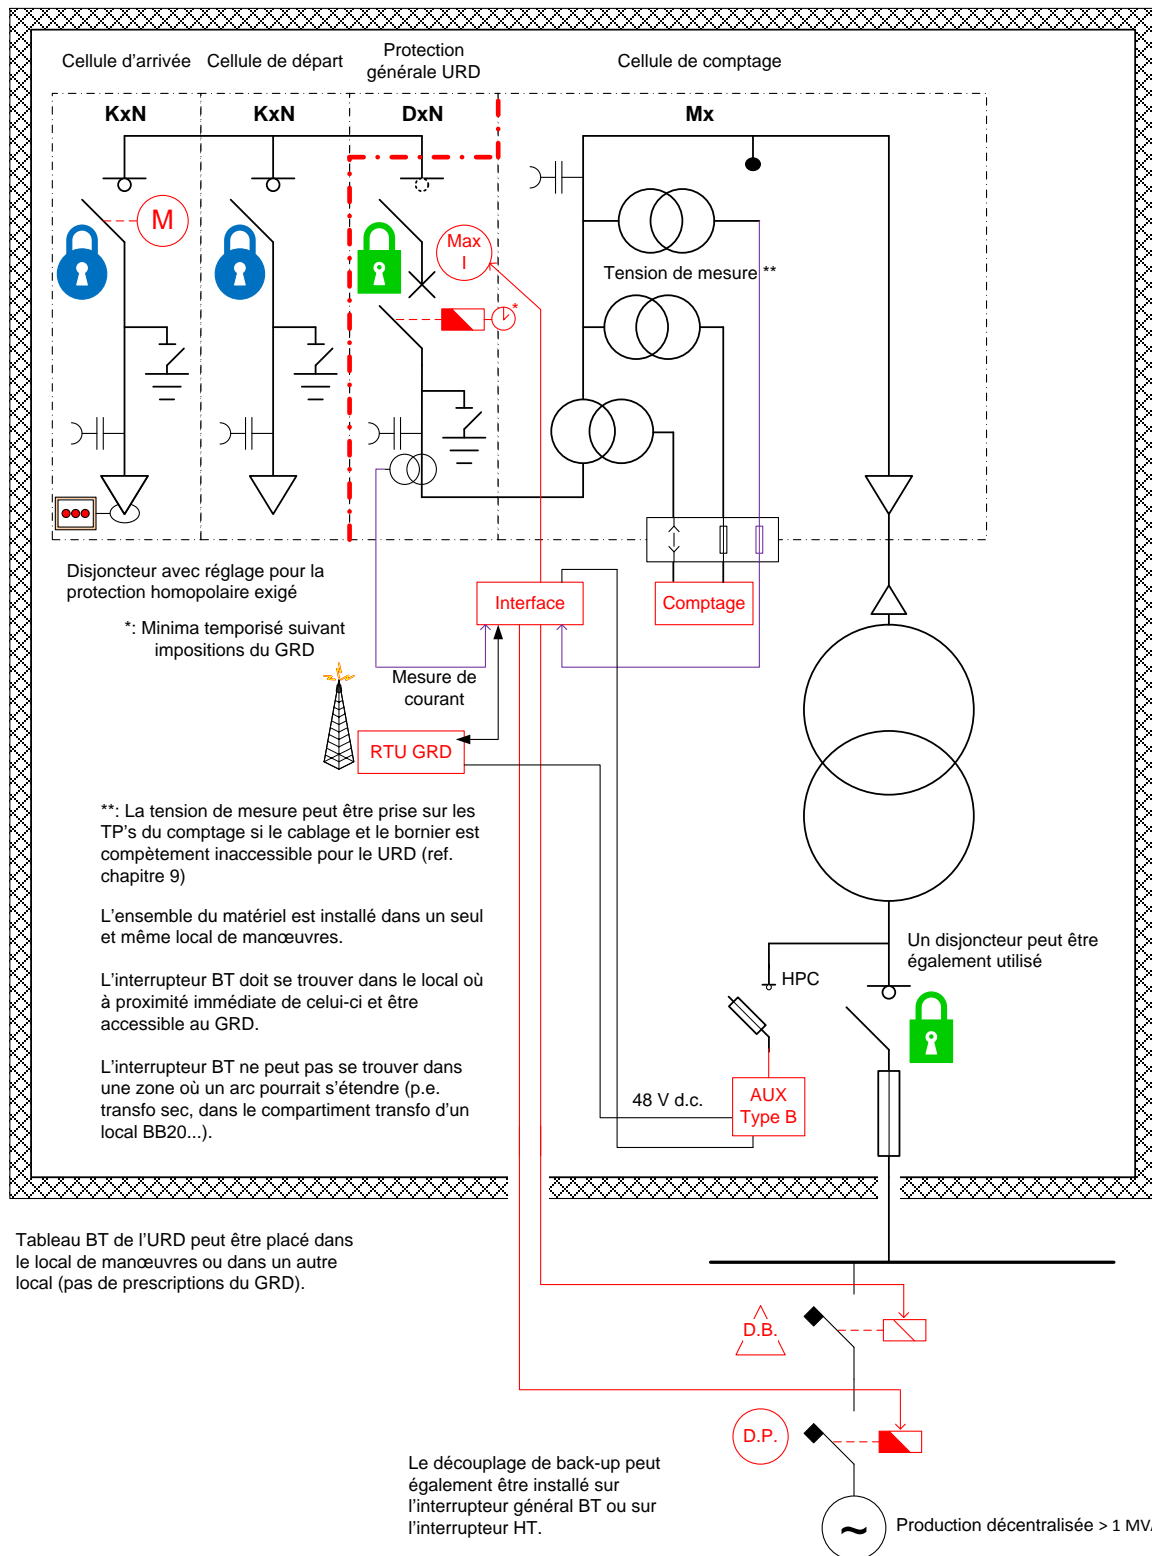 Cellule d'arrivée
Cellule de départ
Protection
générale URD
Cellule de comptage
KxN
KxN
DxN
Mx
M
Max
I
*
Tension de mesure **
Disjoncteur avec réglage pour la
protection homopolaire exigé
*: Minima temporisé suivant
impositions du GRD
Interface
Comptage
Mesure de
courant
RTU GRD
**: La tension de mesure peut être prise sur les
TP's du comptage si le cablage et le bornier est
compètement inaccessible pour le URD (ref.
chapitre 9)
L'ensemble du matériel est installé dans un seul
et même local de manœuvres.
L'interrupteur BT doit se trouver dans le local où
à proximité immédiate de celui-ci et être
accessible au GRD.
L'interrupteur BT ne peut pas se trouver dans
une zone où un arc pourrait s'étendre (p.e.
transfo sec, dans le compartiment transfo d'un
local BB20...).
Un disjoncteur peut être
également utilisé
HPC
48 V d.c.
AUX
Type B
Tableau BT de l'URD peut être placé dans
le local de manœuvres ou dans un autre
local (pas de prescriptions du GRD).
D.B.
D.P.
Le découplage de back-up peut
également être installé sur
l'interrupteur général BT ou sur
l'interrupteur HT.
~
Production décentralisée > 1 MVA